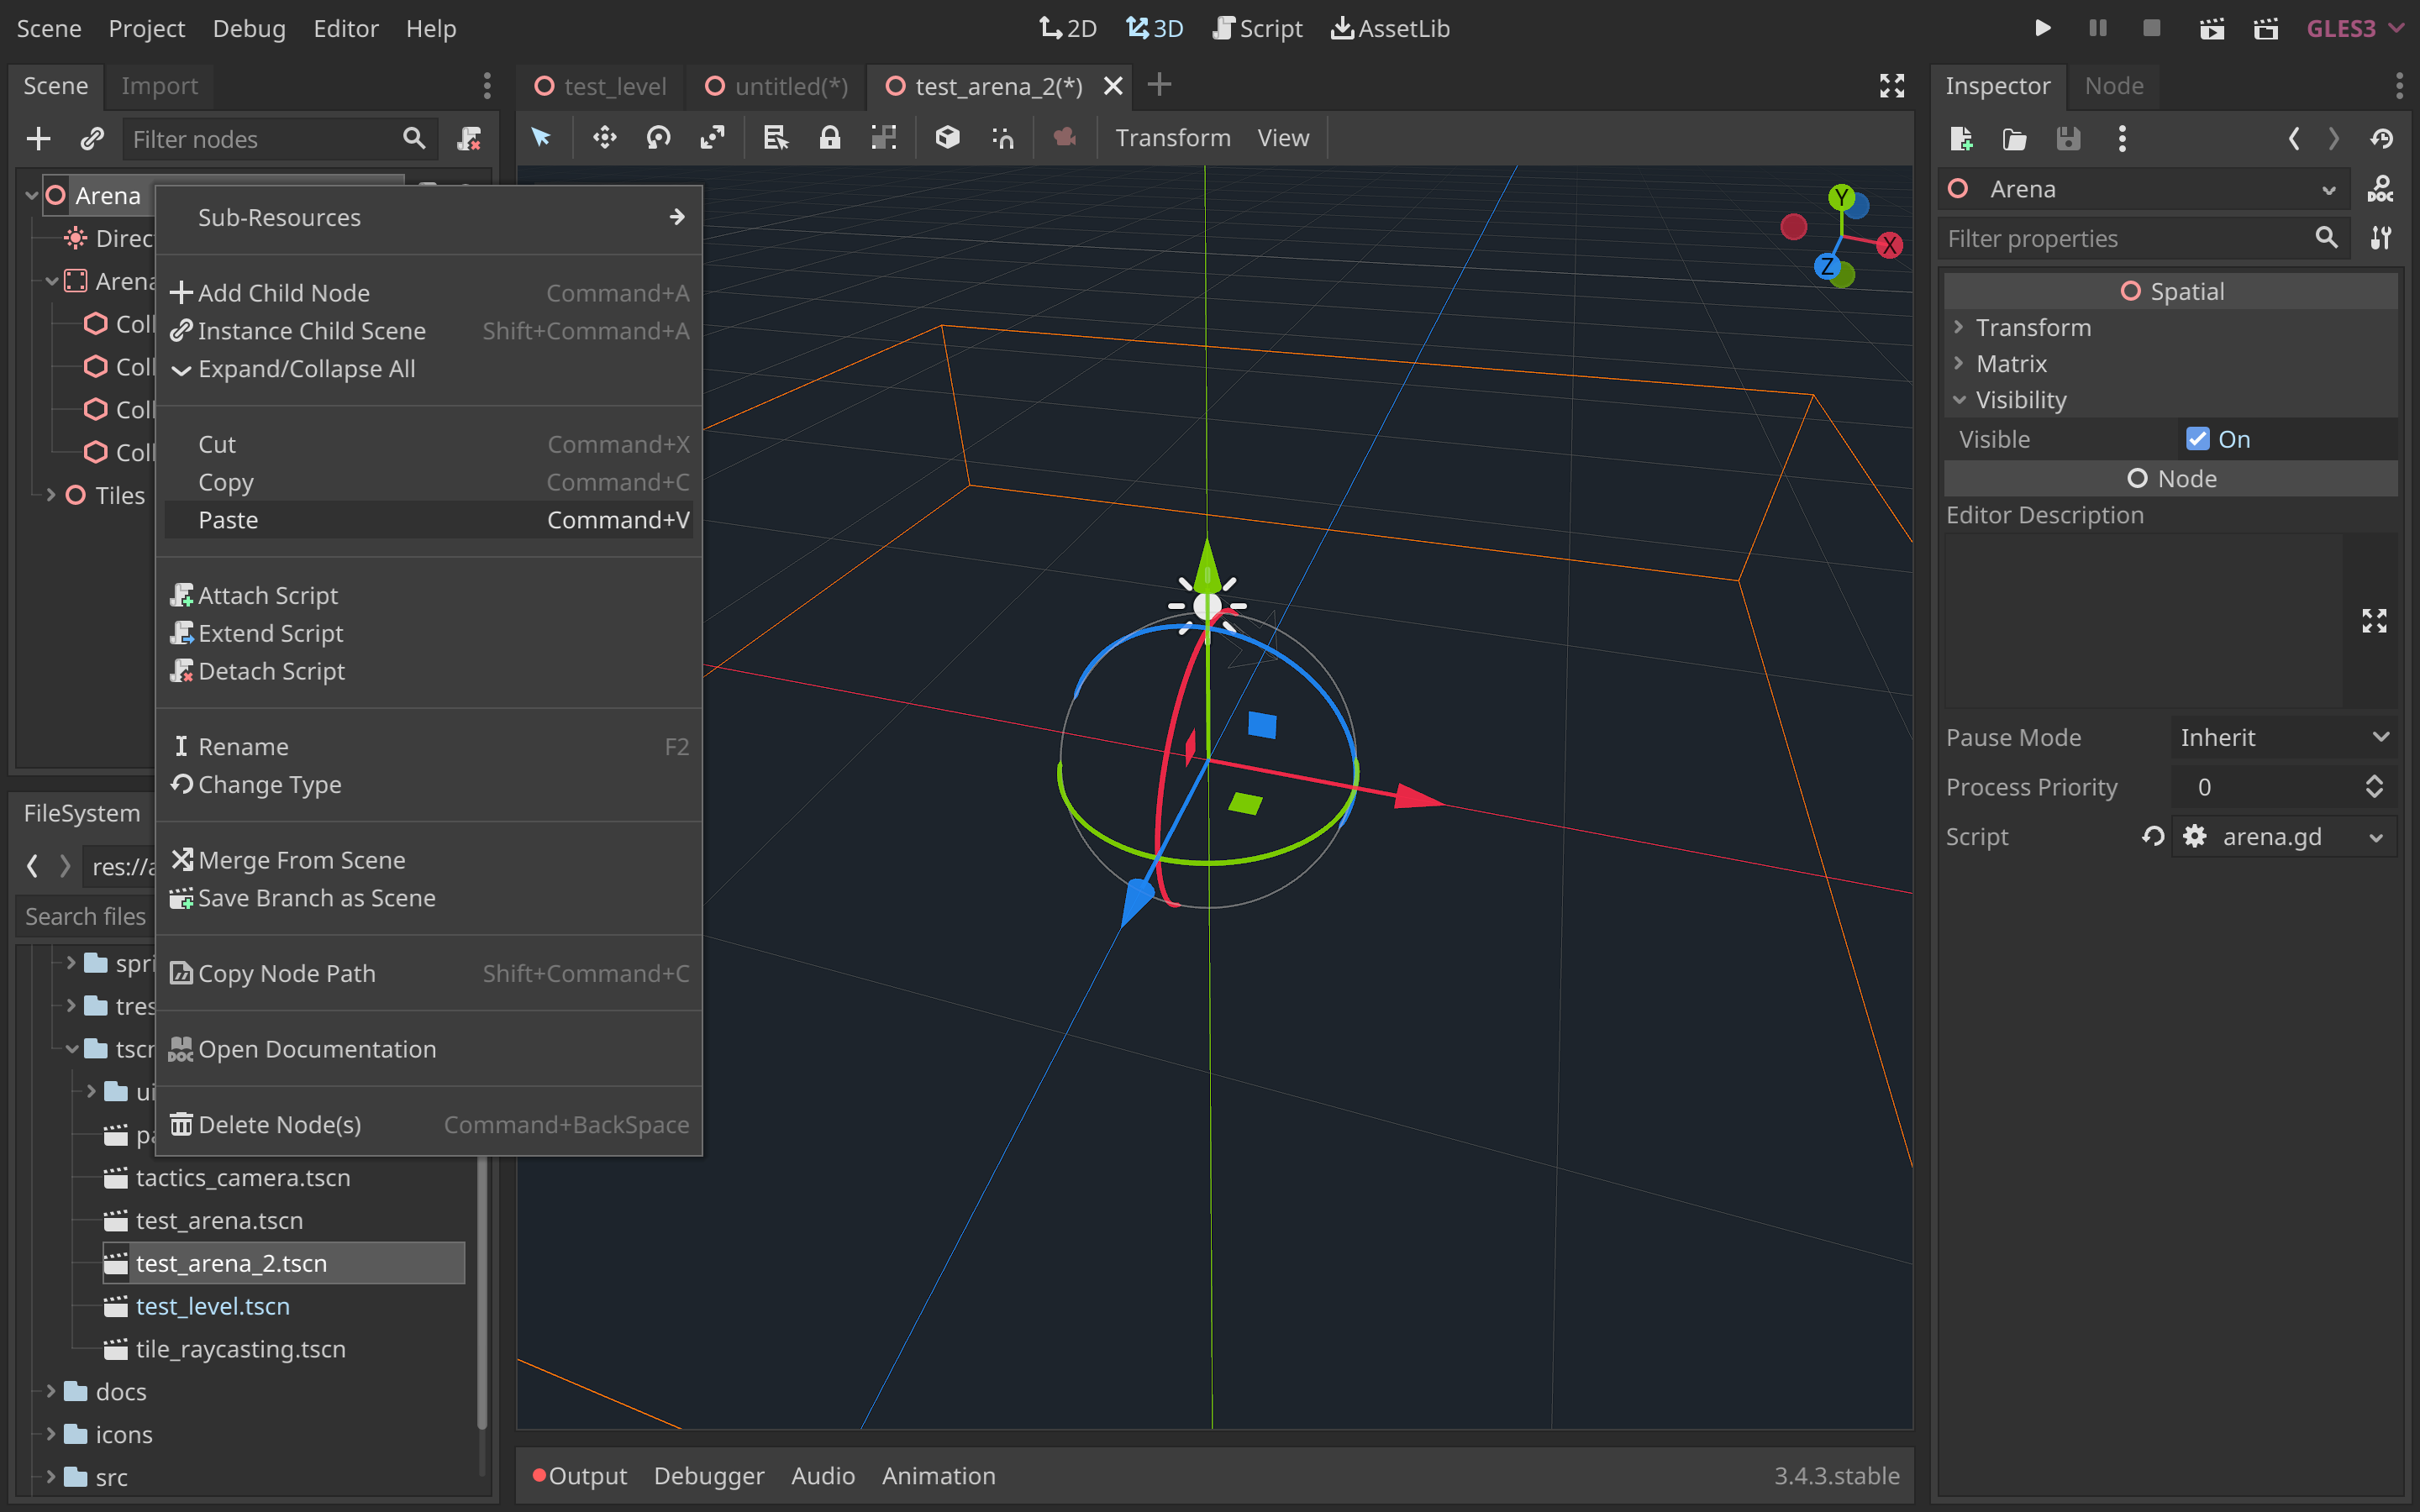 Scene Project Debug Editor Help
2D 3D Script AssetLib
GLES3
Scene Import
test_level untitled(*) test_arena_2(*)
Inspector Node
Filter nodes
Transform View
Arena
Arena
Filter properties
Sub-Resources
Add Child Node Command+A
Instance Child Scene Shift+Command+A
Expand/Collapse All
Cut Command+X
Copy Command+C
Paste Command+V
Attach Script
Extend Script
Detach Script
Rename F2
Change Type
Merge From Scene
Save Branch as Scene
Copy Node Path Shift+Command+C
Open Documentation
Delete Node(s) Command+BackSpace
Direc
Arena
Coll
Coll
Coll
Coll
Tiles
FileSystem
res://a
Search files
spri
tres
tscn
ui
pa
tactics_camera.tscn
test_arena.tscn
test_arena_2.tscn
test_level.tscn
tile_raycasting.tscn
docs
icons
src
Y
X
Z
Spatial
Transform
Matrix
Visibility
Visible On
Node
Editor Description
Pause Mode Inherit
Process Priority 0
Script arena.gd
Output Debugger Audio Animation
3.4.3.stable